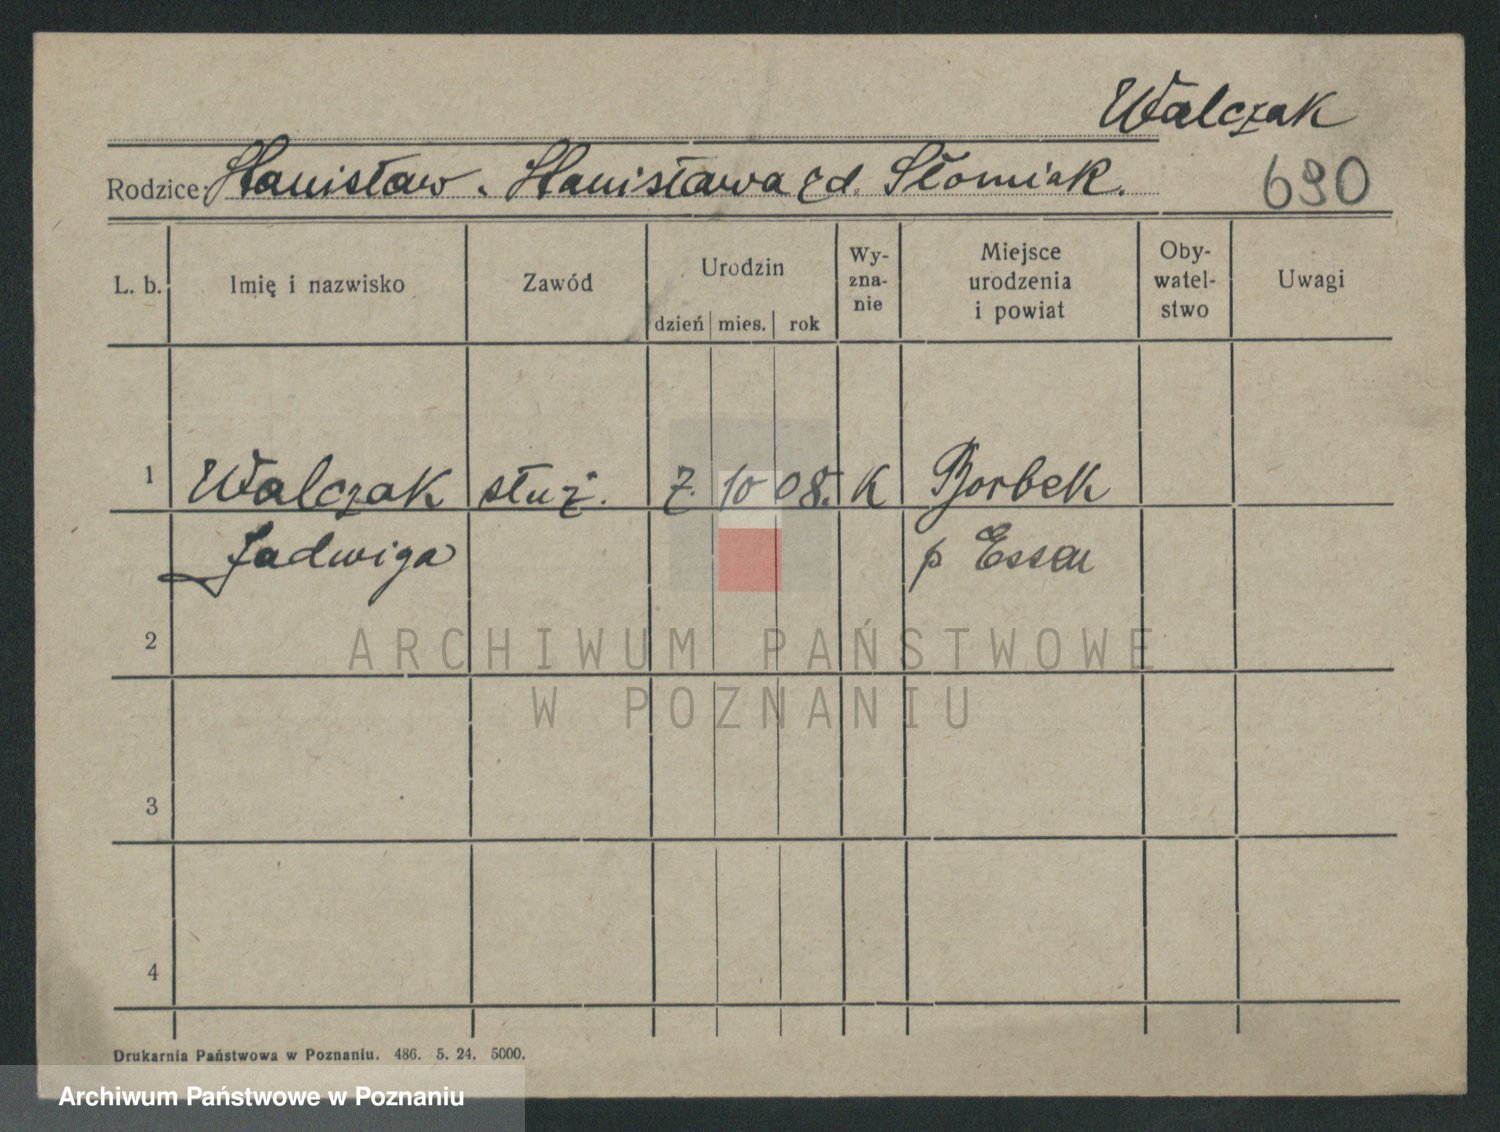 Walczak
Rodzice: Stanisław. Stanisława zd. Słomiak.
690
L. b. Imię i nazwisko Zawód Urodzin dzień mies. rok Wy-zna-nie Miejsce urodzenia i powiat Oby-watel-stwo Uwagi
1 Walczak służ. 7. 10 08. K Borbek
Jadwiga p Essen
2
ARCHIWUM PAŃSTWOWE
W POZNANIU
3
4
Drukarnia Państwowa w Poznaniu. 486. 5. 24. 5000.
Archiwum Państwowe w Poznaniu